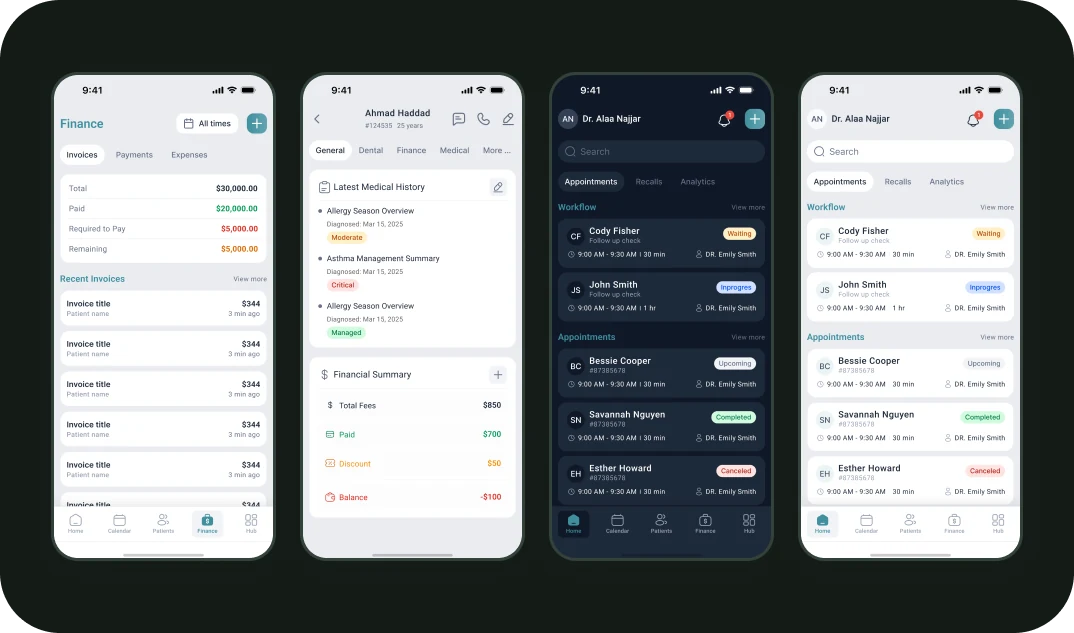 9:41
Finance
All times
Invoices Payments Expenses
Total $30,000.00
Paid $20,000.00
Required to Pay $5,000.00
Remaining $5,000.00
Recent Invoices View more
Invoice title $344
Patient name 3 min ago
Invoice title $344
Patient name 3 min ago
Invoice title $344
Patient name 3 min ago
Invoice title $344
Patient name 3 min ago
Invoice title $344
Patient name 3 min ago
Invoice title $344
Home Calendar Patients Finance Hub
9:41
Ahmad Haddad
#124535 25 years
General Dental Finance Medical More ...
Latest Medical History
Allergy Season Overview
Diagnosed: Mar 15, 2025
Moderate
Asthma Management Summary
Diagnosed: Mar 15, 2025
Critical
Allergy Season Overview
Diagnosed: Mar 15, 2025
Managed
$ Financial Summary
$ Total Fees $850
Paid $700
Discount $50
Balance -$100
9:41
AN Dr. Alaa Najjar 1
Search
Appointments Recalls Analytics
Workflow View more
CF Cody Fisher Waiting
Follow up check
9:00 AM - 9:30 AM I 30 min DR. Emily Smith
JS John Smith Inprogres
Follow up check
9:00 AM - 9:30 AM I 1 hr DR. Emily Smith
Appointments View more
BC Bessie Cooper Upcoming
#87385678
9:00 AM - 9:30 AM I 30 min DR. Emily Smith
SN Savannah Nguyen Completed
#87385678
9:00 AM - 9:30 AM I 30 min DR. Emily Smith
EH Esther Howard Canceled
#87385678
9:00 AM - 9:30 AM I 30 min DR. Emily Smith
Home Calendar Patients Finance Hub
9:41
AN Dr. Alaa Najjar 1
Search
Appointments Recalls Analytics
Workflow View more
CF Cody Fisher Waiting
Follow up check
9:00 AM - 9:30 AM 30 min DR. Emily Smith
JS John Smith Inprogres
Follow up check
9:00 AM - 9:30 AM 1 hr DR. Emily Smith
Appointments View more
BC Bessie Cooper Upcoming
#87385678
9:00 AM - 9:30 AM 30 min DR. Emily Smith
SN Savannah Nguyen Completed
#87385678
9:00 AM - 9:30 AM 30 min DR. Emily Smith
EH Esther Howard Canceled
#87385678
9:00 AM - 9:30 AM 30 min DR. Emily Smith
Home Calendar Patients Finance Hub